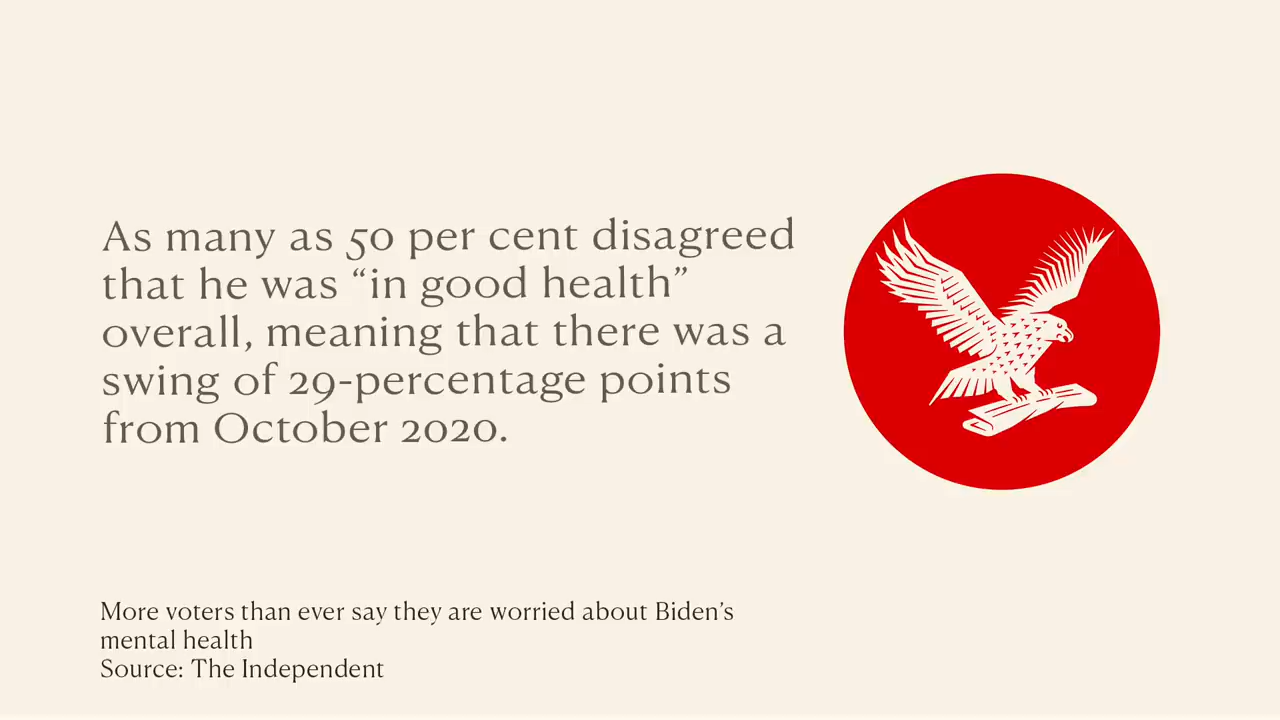 As many as 50 per cent disagreed
that he was “in good health”
overall, meaning that there was a
swing of 29-percentage points
from October 2020.
More voters than ever say they are worried about Biden’s
mental health
Source: The Independent